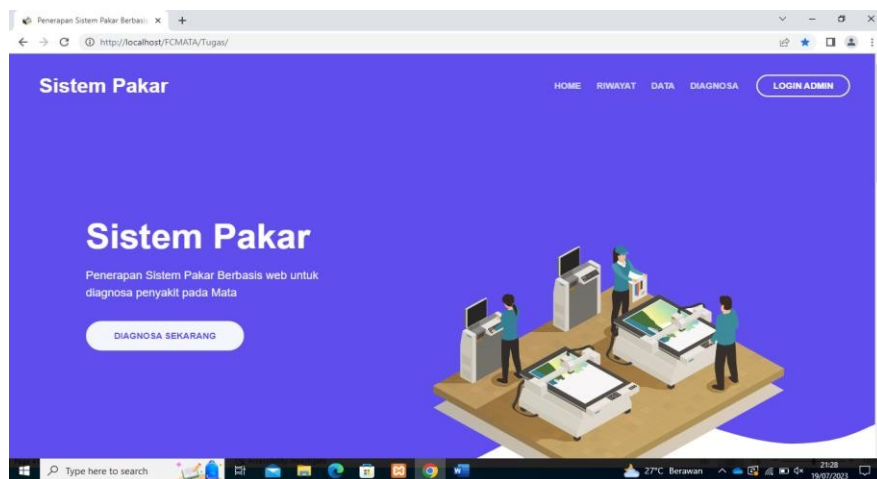 Penerapan Sistem Pakar Berbasis
http://localhost/FCMATA/Tugas/
Sistem Pakar
HOME RIWAYAT DATA DIAGNOSA LOGIN ADMIN
Sistem Pakar
Penerapan Sistem Pakar Berbasis web untuk
diagnosa penyakit pada Mata
DIAGNOSA SEKARANG
Type here to search
27°C Berawan
21:28
19/07/2023